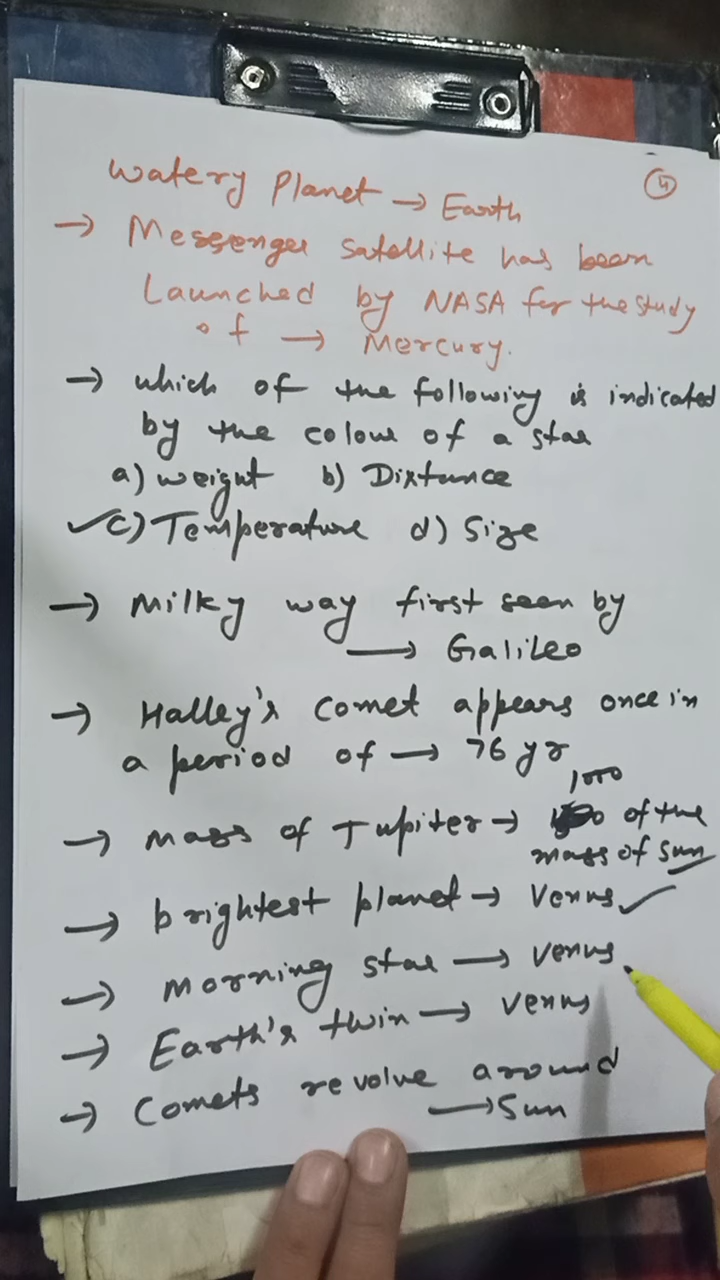 ④
Watery Planet → Earth
→ Messenger satellite has been
Launched by NASA for the study
of → Mercury.
→ which of the following is indicated
by the colour of a star
a) weight b) Distance
✓c) Temperature d) Size
→ Milky way first seen by
→ Galileo
→ Halley's comet appears once in
a period of → 76 yr
1000
→ Mass of Jupiter → of the
mass of Sun
→ brightest planet → Venus ✓
→ morning star → Venus
→ Earth's twin → Venus
→ Comets revolve around
→ Sun